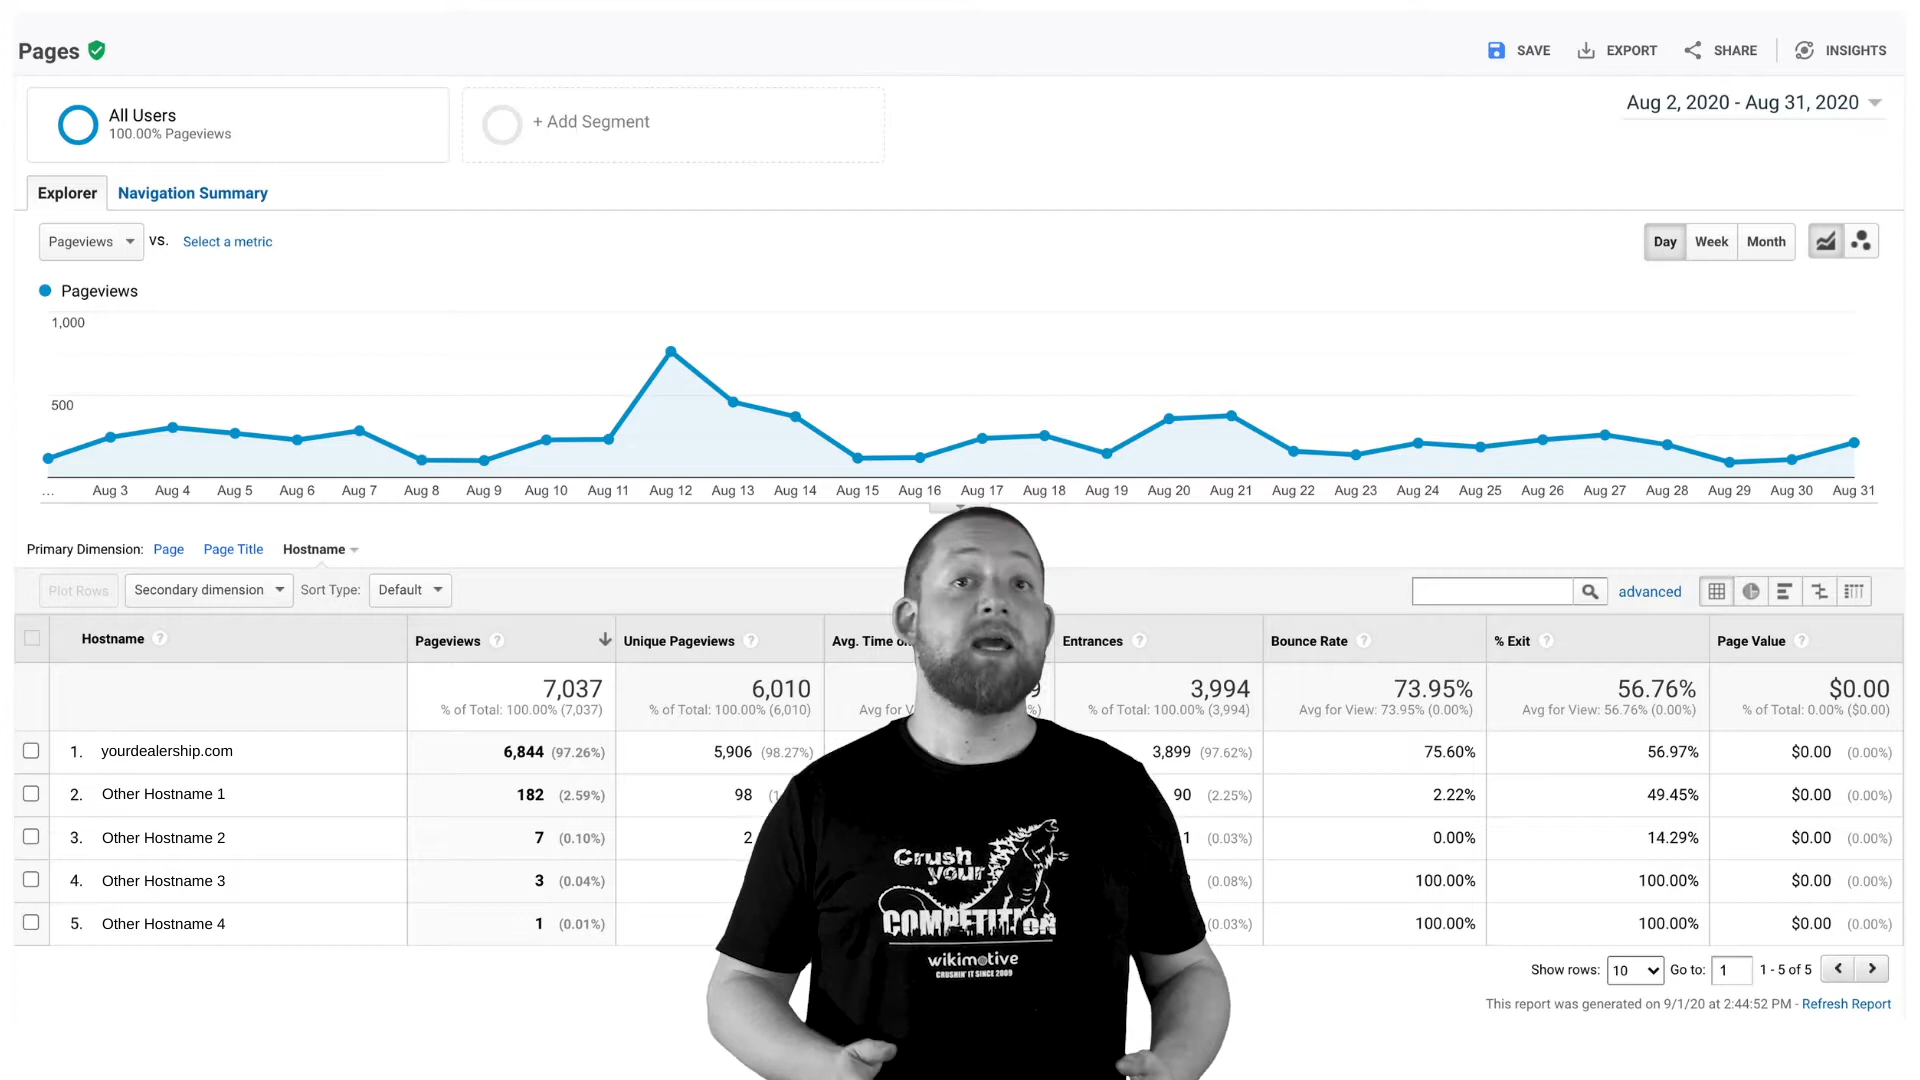 Pages
SAVE EXPORT SHARE INSIGHTS
All Users
100.00% Pageviews
+ Add Segment
Aug 2, 2020 - Aug 31, 2020
Explorer Navigation Summary
Pageviews VS. Select a metric
Day Week Month
Pageviews
1,000
500
... Aug 3 Aug 4 Aug 5 Aug 6 Aug 7 Aug 8 Aug 9 Aug 10 Aug 11 Aug 12 Aug 13 Aug 14 Aug 15 Aug 16 Aug 17 Aug 18 Aug 19 Aug 20 Aug 21 Aug 22 Aug 23 Aug 24 Aug 25 Aug 26 Aug 27 Aug 28 Aug 29 Aug 30 Aug 31
Primary Dimension: Page Page Title Hostname
Plot Rows Secondary dimension Sort Type: Default advanced
Hostname ? Pageviews ? Unique Pageviews ? Avg. Time Entrances ? Bounce Rate ? % Exit ? Page Value ?
7,037 6,010 3,994 73.95% 56.76% $0.00
% of Total: 100.00% (7,037) % of Total: 100.00% (6,010) Avg for % of Total: 100.00% (3,994) Avg for View: 73.95% (0.00%) Avg for View: 56.76% (0.00%) % of Total: 0.00% ($0.00)
1. yourdealership.com 6,844 (97.26%) 5,906 (98.27%) 3,899 (97.62%) 75.60% 56.97% $0.00 (0.00%)
2. Other Hostname 1 182 (2.59%) 98 90 (2.25%) 2.22% 49.45% $0.00 (0.00%)
3. Other Hostname 2 7 (0.10%) 2 1 (0.03%) 0.00% 14.29% $0.00 (0.00%)
4. Other Hostname 3 3 (0.04%) (0.08%) 100.00% 100.00% $0.00 (0.00%)
5. Other Hostname 4 1 (0.01%) (0.03%) 100.00% 100.00% $0.00 (0.00%)
Crush
your
COMPETITION
wikimotive
CRUSHIN' IT SINCE 2009
Show rows: 10 Go to: 1 1 - 5 of 5
This report was generated on 9/1/20 at 2:44:52 PM - Refresh Report